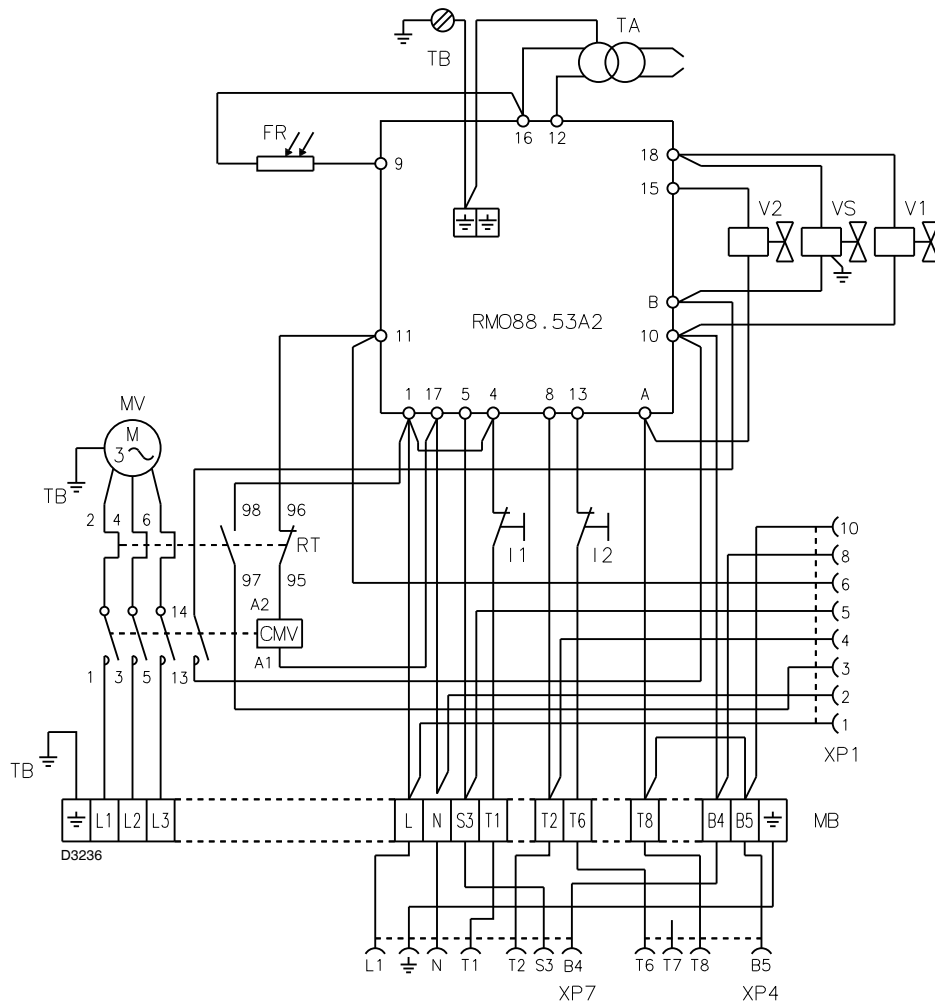 TB
TA
16 12
FR
9
18
15
V2 VS V1
B
RMO88.53A2
11
10
1 17 5 4 8 13 A
MV
M
3
TB
2 4 6
98 96
RT
I1 I2
97 95
A2
14
CMV
A1
1 3 5 13
10
8
6
5
4
3
2
1
XP1
TB
L1 L2 L3 L N S3 T1 T2 T6 T8 B4 B5
MB
D3236
L1 N T1 T2 S3 B4 T6 T7 T8 B5
XP7 XP4